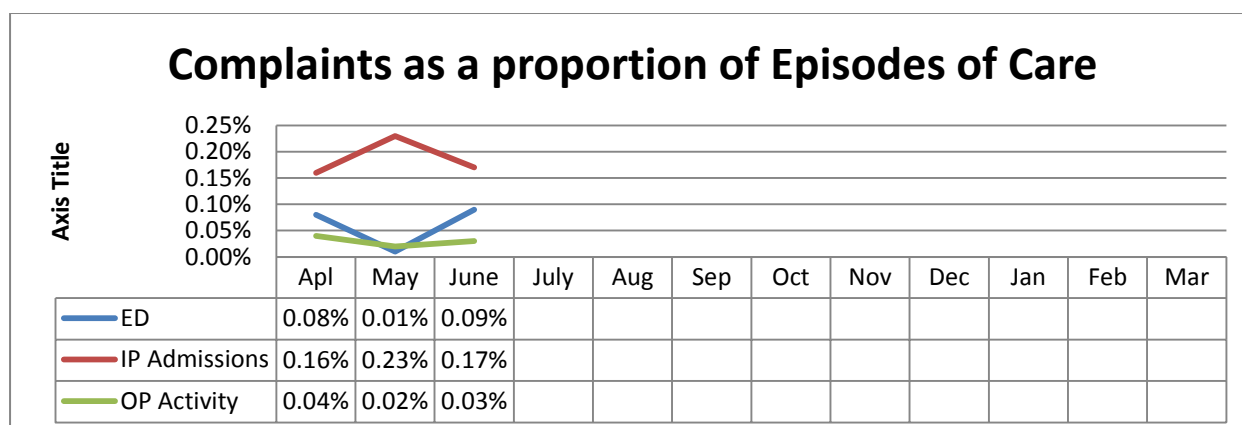 Complaints as a proportion of Episodes of Care
Axis Title
0.25%
0.20%
0.15%
0.10%
0.05%
0.00%
Apl May June July Aug Sep Oct Nov Dec Jan Feb Mar
ED 0.08% 0.01% 0.09%
IP Admissions 0.16% 0.23% 0.17%
OP Activity 0.04% 0.02% 0.03%